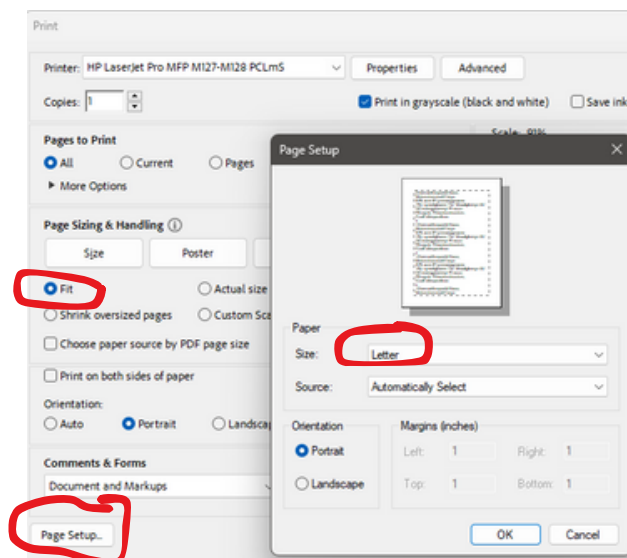 Print
Printer: HP LaserJet Pro MFP M127-M128 PCLmS Properties Advanced
Copies: 1 Print in grayscale (black and white) Save ink
Scale: 91%
Pages to Print
All Current Pages
More Options
Page Sizing & Handling
Size Poster
Fit Actual size
Shrink oversized pages Custom Sca
Choose paper source by PDF page size
Print on both sides of paper
Orientation:
Auto Portrait Landscap
Comments & Forms
Document and Markups
Page Setup...
Page Setup
Paper
Size: Letter
Source: Automatically Select
Orientation
Portrait
Landscape
Margins (inches)
Left: 1 Right: 1
Top: 1 Bottom: 1
OK Cancel